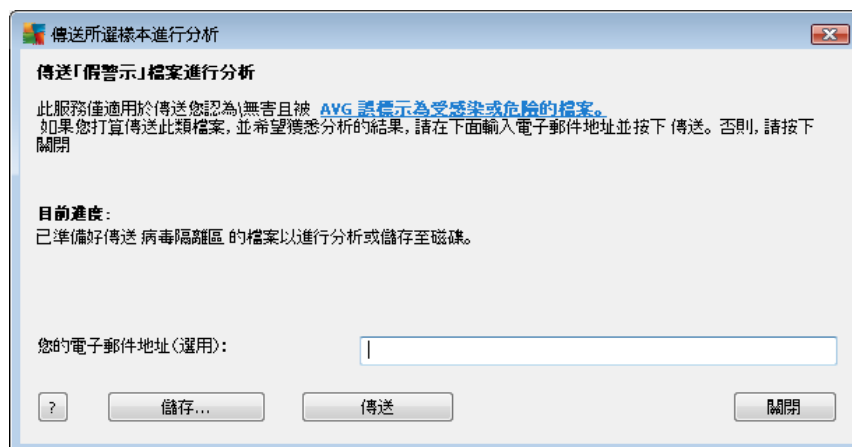 傳送所選樣本進行分析
傳送「假警示」檔案進行分析
此服務僅適用於傳送您認為\無害且被 AVG 誤標示為受感染或危險的檔案。
如果您打算傳送此類檔案, 並希望獲悉分析的結果, 請在下面輸入電子郵件地址並按下 傳送。否則, 請按下
關閉
目前進度:
已準備好傳送 病毒隔離區 的檔案以進行分析或儲存至磁碟。
您的電子郵件地址(選用):
?
儲存...
傳送
關閉